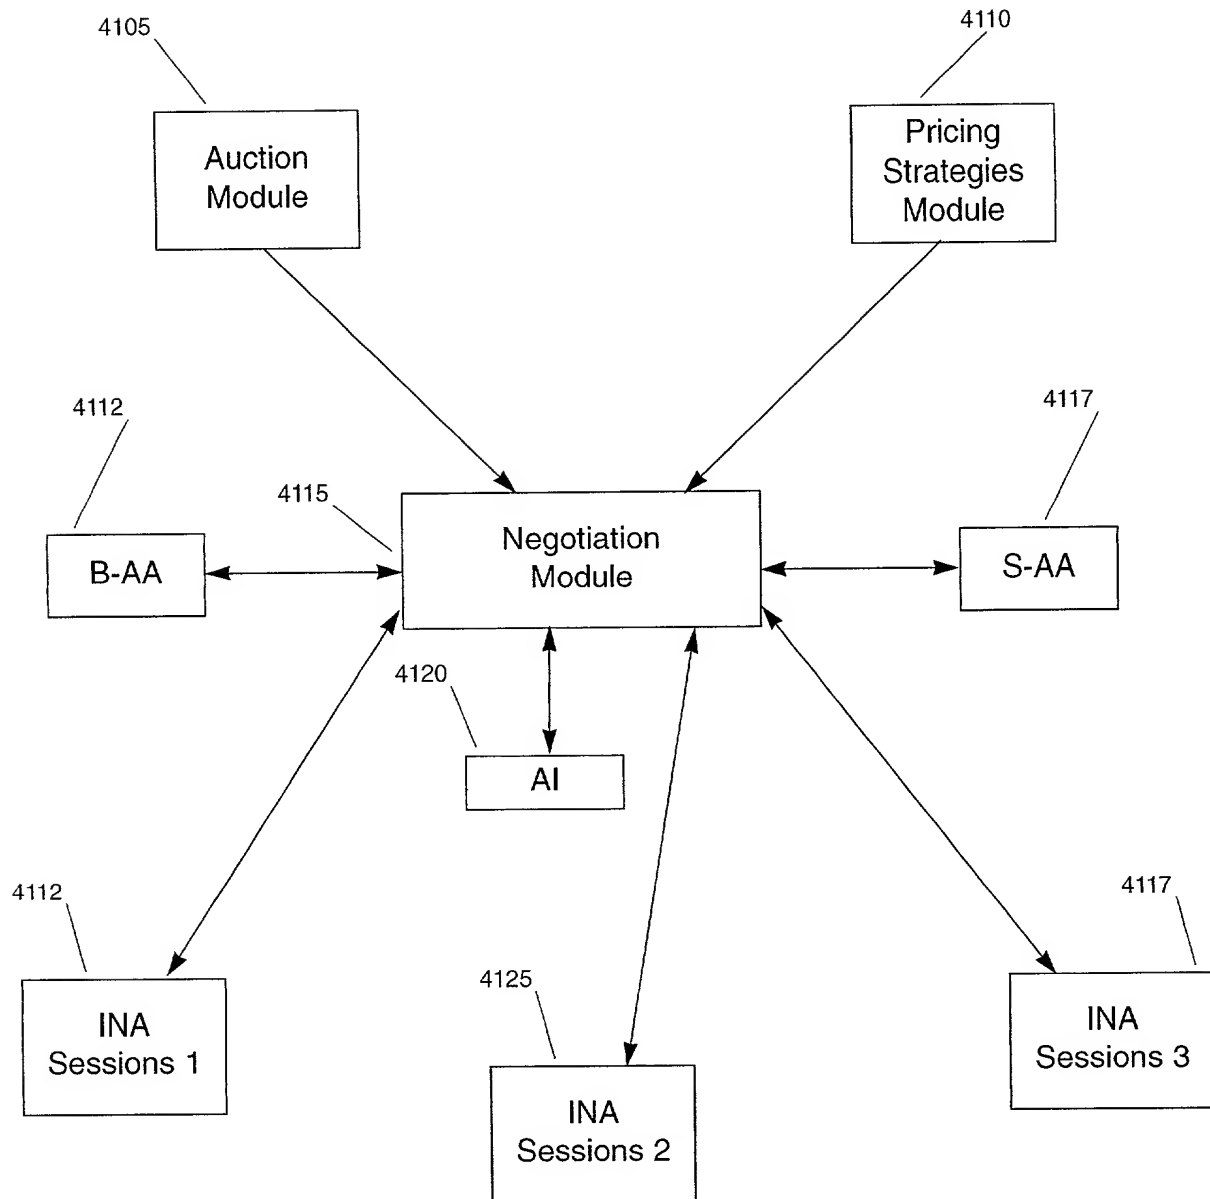 4105
4110
Auction
Module
Pricing
Strategies
Module
4112
4117
4115
Negotiation
Module
B-AA
S-AA
4120
AI
4112
4117
4125
INA
Sessions 1
INA
Sessions 3
INA
Sessions 2